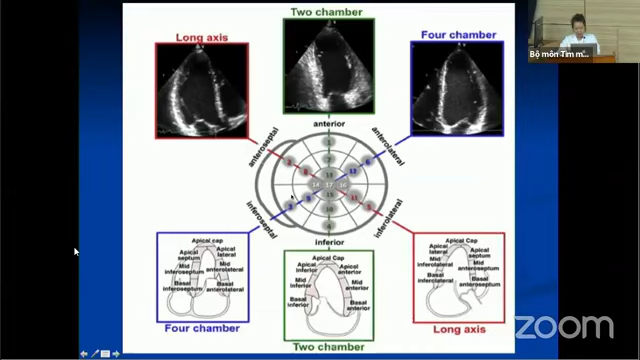 Two chamber
Long axis
Four chamber
Bộ môn Tim m...
anterior
anteroseptal
anterolateral
1
7
2
8
13
12
6
14
17
16
15
3
9
10
11
5
4
inferoseptal
inferolateral
inferior
Apical cap
Apical septum
Apical lateral
Mid inferoseptum
Mid anterolateral
Basal inferoseptum
Basal anterolateral
Four chamber
Apical Cap
Apical inferior
Apical anterior
Mid inferior
Mid anterior
Basal inferior
Basal anterior
Two chamber
Apical Cap
Apical lateral
Apical septum
Mid inferolateral
Mid anteroseptum
Basal inferolateral
Basal anteroseptum
Long axis
zoom